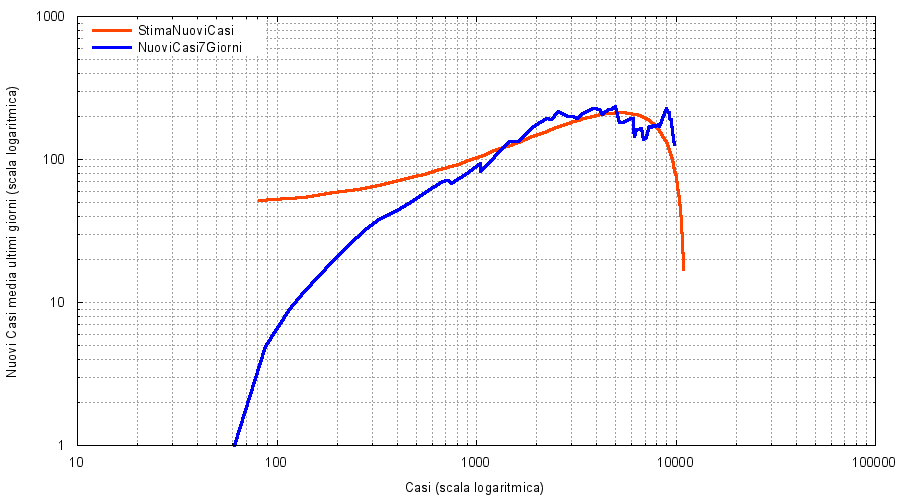 1000
100
10
1
StimaNuoviCasi
NuoviCasi7Giorni
Nuovi Casi media ultimi giorni (scala logaritmica)
10
100
1000
10000
100000
Casi (scala logaritmica)